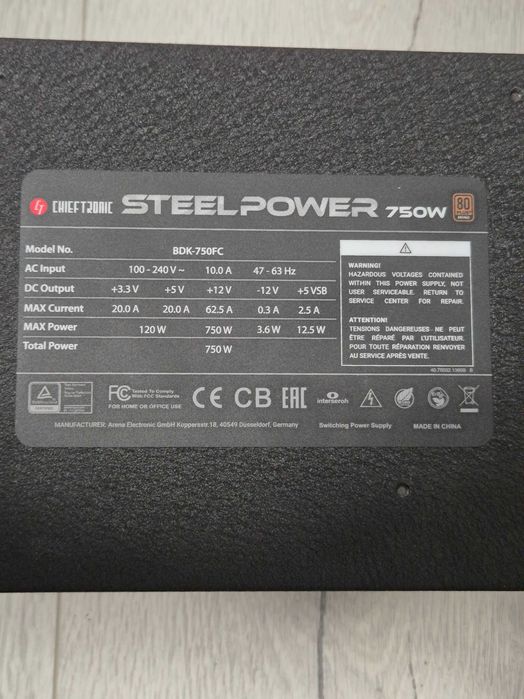 CHIEFTRONIC STEELPOWER 750W 80 PLUS BRONZE
Model No. BDK-750FC
AC Input 100 - 240 V ~ 10.0 A 47 - 63 Hz
DC Output +3.3 V +5 V +12V -12 V +5 VSB
MAX Current 20.0 A 20.0 A 62.5 A 0.3 A 2.5 A
MAX Power 120 W 750 W 3.6 W 12.5 W
Total Power 750 W
WARNING!
HAZARDOUS VOLTAGES CONTAINED
WITHIN THIS POWER SUPPLY, NOT
USER SERVICEABLE. RETURN TO
SERVICE CENTER FOR REPAIR.
ATTENTION!
TENSIONS DANGEREUSES NE PEUT
ÊTRE RÉPARÉ PAR L'UTILISATEUR.
POUR TOUTE RÉPARATION RENVOYER
AU SERVICE APRÈS VENTE.
FC Tested To Comply
With FCC Standards
FOR HOME OR OFFICE USE
CE CB EAC
interseroh
MANUFACTURER: Arena Electronic GmbH Koppersstr.18, 40549 Düsseldorf, Germany
Switching Power Supply
MADE IN CHINA